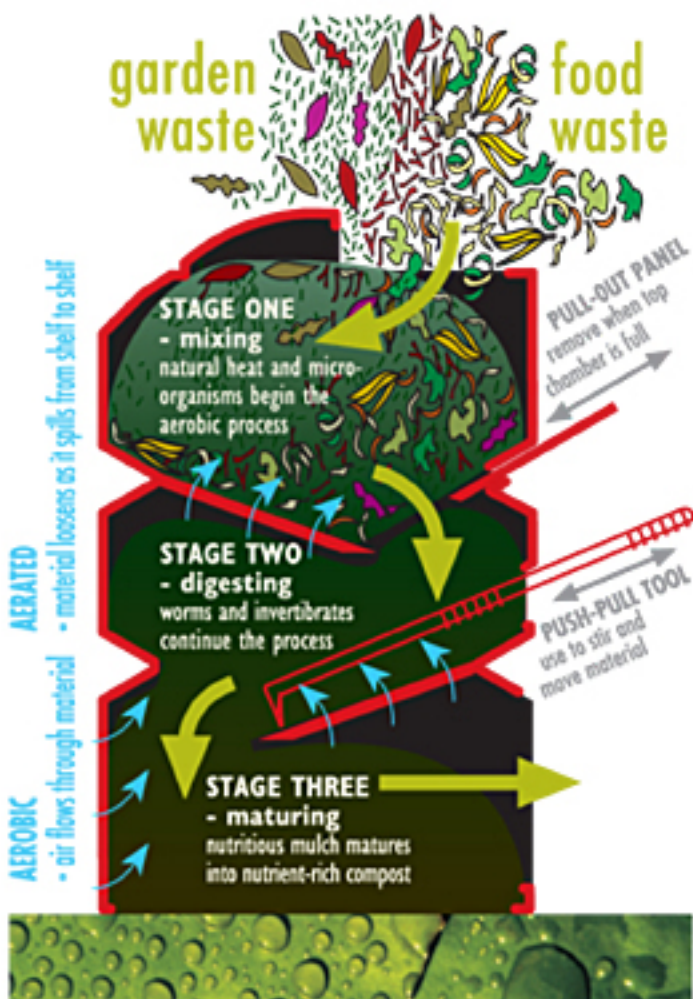 garden
waste
food
waste
STAGE ONE
- mixing
natural heat and micro-
organisms begin the
aerobic process
PULL-OUT PANEL
remove when top
chamber is full
STAGE TWO
- digesting
worms and invertibrates
continue the process
PUSH-PULL TOOL
use to stir and
move material
STAGE THREE
- maturing
nutritious mulch matures
into nutrient-rich compost
AERATED
• material loosens as it spills from shelf to shelf
AEROBIC
• air flows through material